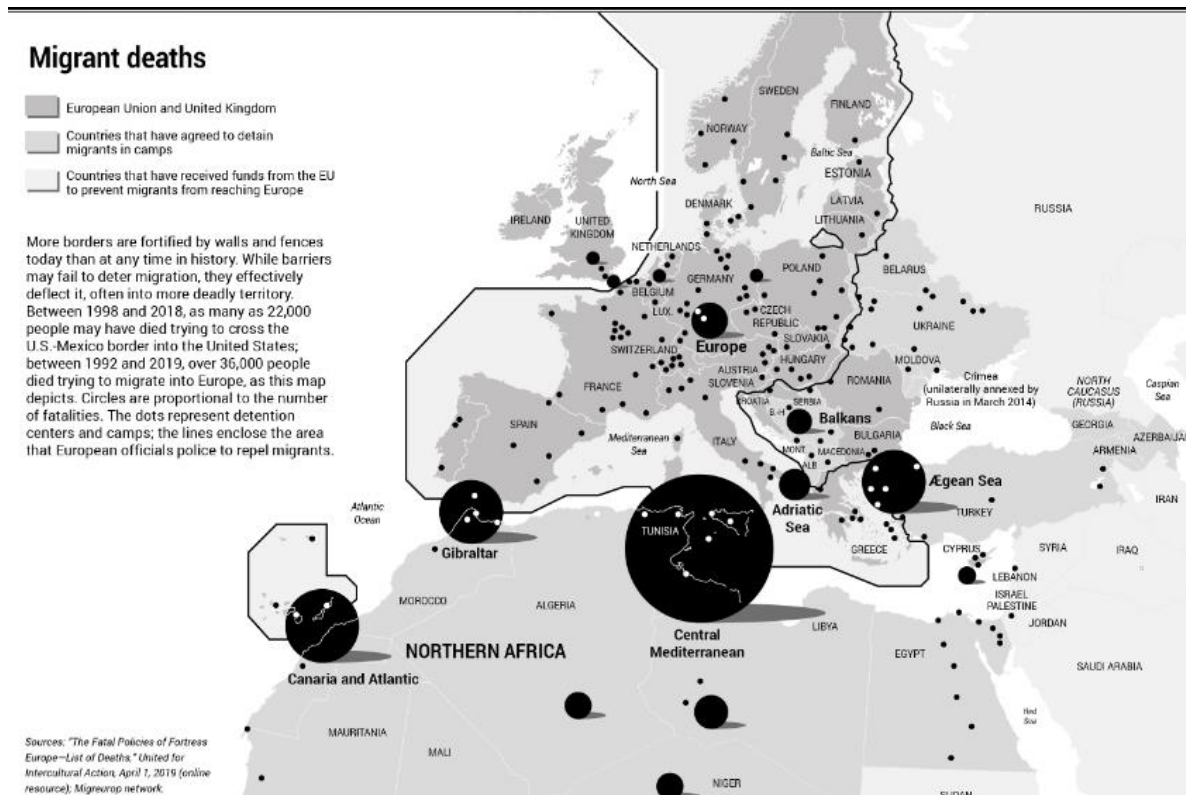 Migrant deaths
European Union and United Kingdom
Countries that have agreed to detain
migrants in camps
Countries that have received funds from the EU
to prevent migrants from reaching Europe
More borders are fortified by walls and fences
today than at any time in history. While barriers
may fail to deter migration, they effectively
deflect it, often into more deadly territory.
Between 1998 and 2018, as many as 22,000
people may have died trying to cross the
U.S.-Mexico border into the United States;
between 1992 and 2019, over 36,000 people
died trying to migrate into Europe, as this map
depicts. Circles are proportional to the number
of fatalities. The dots represent detention
centers and camps; the lines enclose the area
that European officials police to repel migrants.
SWEDEN
FINLAND
NORWAY
Baltic Sea
ESTONIA
North Sea
LATVIA
DENMARK
LITHUANIA
RUSSIA
IRELAND
UNITED
KINGDOM
NETHERLANDS
POLAND
BELARUS
GERMANY
BELGIUM
LUX.
CZECH
REPUBLIC
UKRAINE
SLOVAKIA
Europe
SWITZERLAND
HUNGARY
MOLDOVA
AUSTRIA
SLOVENIA
FRANCE
ROMANIA
Crimea
(unilaterally annexed by
Russia in March 2014)
NORTH
CAUCASUS
(RUSSIA)
Caspian
Sea
CROATIA
SERBIA
B.-H
Balkans
Black Sea
SPAIN
Mediterranean
Sea
ITALY
BULGARIA
GEORGIA
MONT.
MACEDONIA
AZERBAIJAN
ARMENIA
ALB
Ægean Sea
IRAN
Atlantic
Ocean
Adriatic
Sea
TURKEY
TUNISIA
Gibraltar
GREECE
CYPRUS
SYRIA
IRAQ
LEBANON
MOROCCO
ALGERIA
ISRAEL
PALESTINE
Central
Mediterranean
LIBYA
JORDAN
NORTHERN AFRICA
EGYPT
SAUDI ARABIA
Canaria and Atlantic
Red
Sea
MAURITANIA
MALI
NIGER
SUDAN
Sources: "The Fatal Policies of Fortress
Europe—List of Deaths," United for
Intercultural Action, April 1, 2019 (online
resource); Migreurop network.